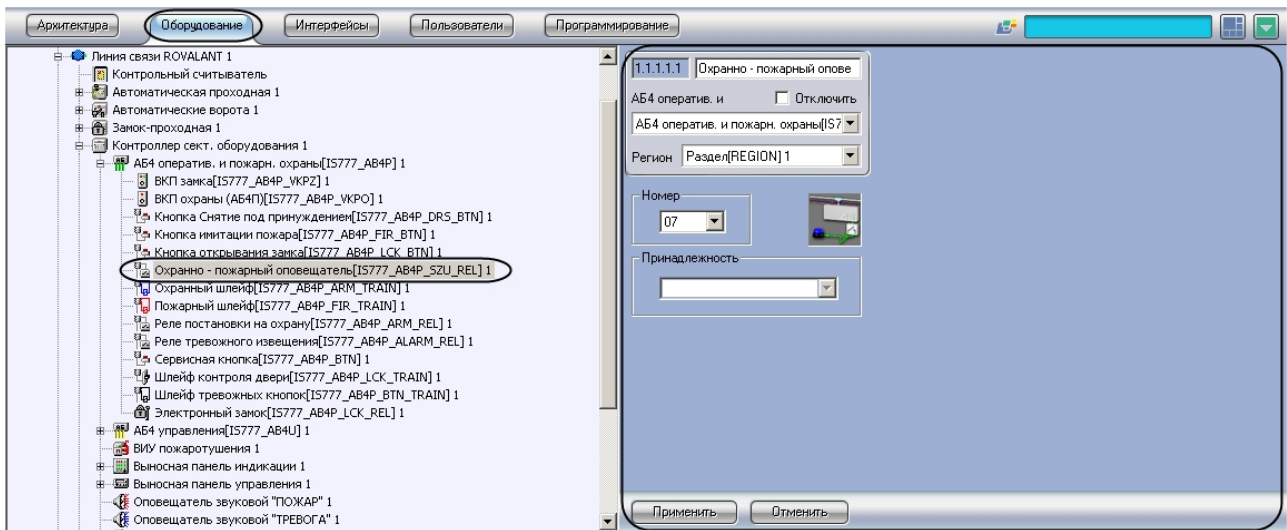 Архитектура Оборудование Интерфейсы Пользователи Программирование
Линия связи ROVALANT 1
Контрольный считыватель
Автоматическая проходная 1
Автоматические ворота 1
Замок-проходная 1
Контроллер сект. оборудования 1
АБ4 оператив. и пожарн. охраны[IS777_AB4P] 1
ВКП замка[IS777_AB4P_VKPZ] 1
ВКП охраны (АБ4П)[IS777_AB4P_VKPO] 1
Кнопка Снятие под принуждением[IS777_AB4P_DRS_BTN] 1
Кнопка имитации пожара[IS777_AB4P_FIR_BTN] 1
Кнопка открывания замка[IS777_AB4P_LCK_BTN] 1
Охранно - пожарный оповещатель[IS777_AB4P_SZU_REL] 1
Охранный шлейф[IS777_AB4P_ARM_TRAIN] 1
Пожарный шлейф[IS777_AB4P_FIR_TRAIN] 1
Реле постановки на охрану[IS777_AB4P_ARM_REL] 1
Реле тревожного извещения[IS777_AB4P_ALARM_REL] 1
Сервисная кнопка[IS777_AB4P_BTN] 1
Шлейф контроля двери[IS777_AB4P_LCK_TRAIN] 1
Шлейф тревожных кнопок[IS777_AB4P_BTN_TRAIN] 1
Электронный замок[IS777_AB4P_LCK_REL] 1
АБ4 управления[IS777_AB4U] 1
ВИУ пожаротушения 1
Выносная панель индикации 1
Выносная панель управления 1
Оповещатель звуковой "ПОЖАР" 1
Оповещатель звуковой "ТРЕВОГА" 1
1.1.1.1.1 Охранно - пожарный опове
АБ4 оператив. и Отключить
АБ4 оператив. и пожарн. охраны[IS7
Регион Раздел[REGION] 1
Номер
07
Принадлежность
Применить Отменить